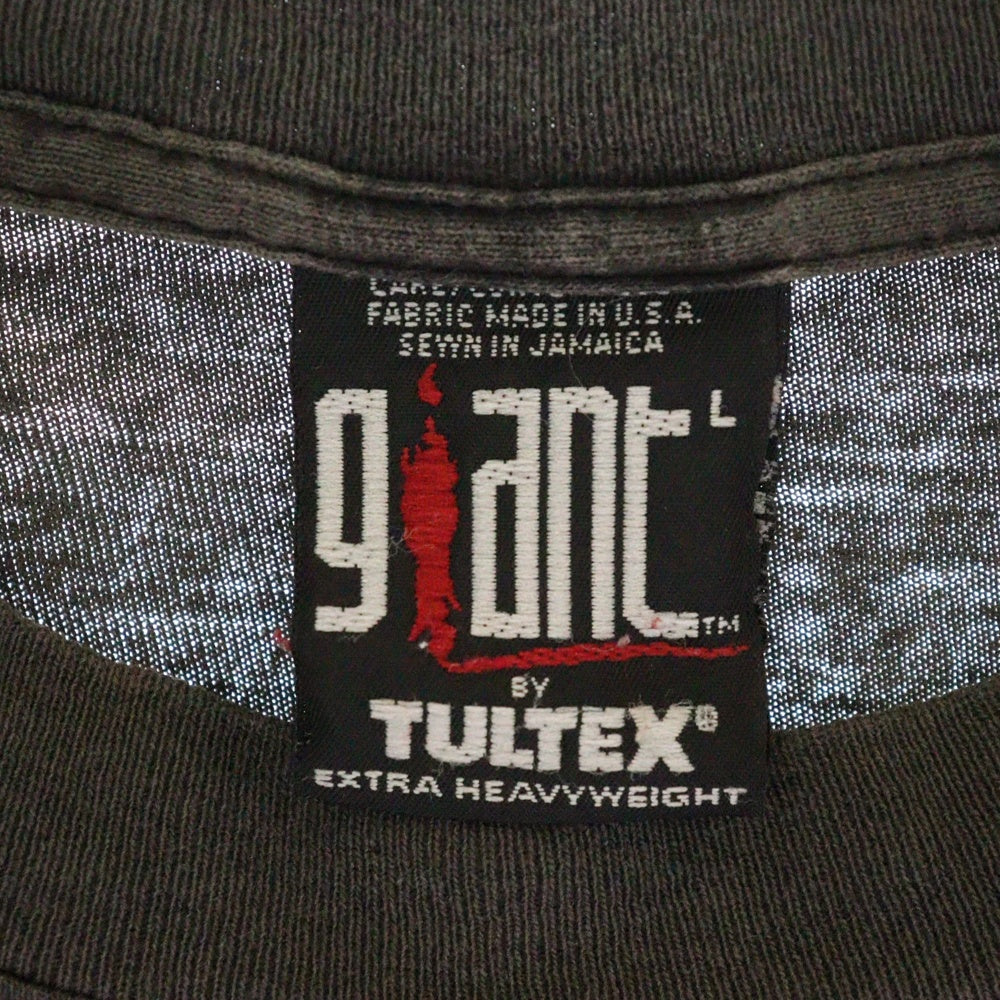 FABRIC MADE IN U.S.A.
SEWN IN JAMAICA
giant L
TM
BY
TULTEX®
EXTRA HEAVYWEIGHT